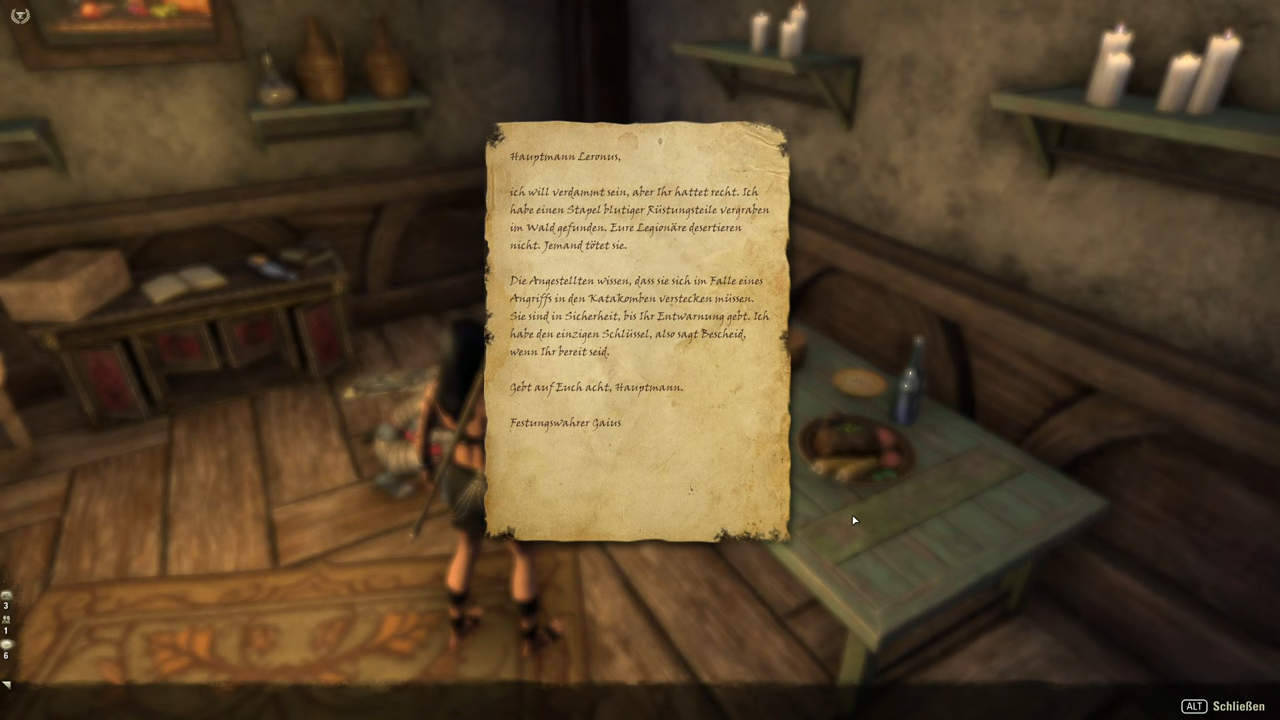 Hauptmann Leronus,
ich will verdammt sein, aber Ihr hattet recht. Ich
habe einen Stapel blutiger Rüstungsteile vergraben
im Wald gefunden. Eure Legionäre desertieren
nicht. Jemand tötet sie.
Die Angestellten wissen, dass sie sich im Falle eines
Angriffs in den Katakomben verstecken müssen.
Sie sind in Sicherheit, bis Ihr Entwarnung gebt. Ich
habe den einzigen Schlüssel, also sagt Bescheid,
wenn Ihr bereit seid.
Gebt auf Euch acht, Hauptmann.
Festungswahrer Gaius
3
1
6
ALT Schließen